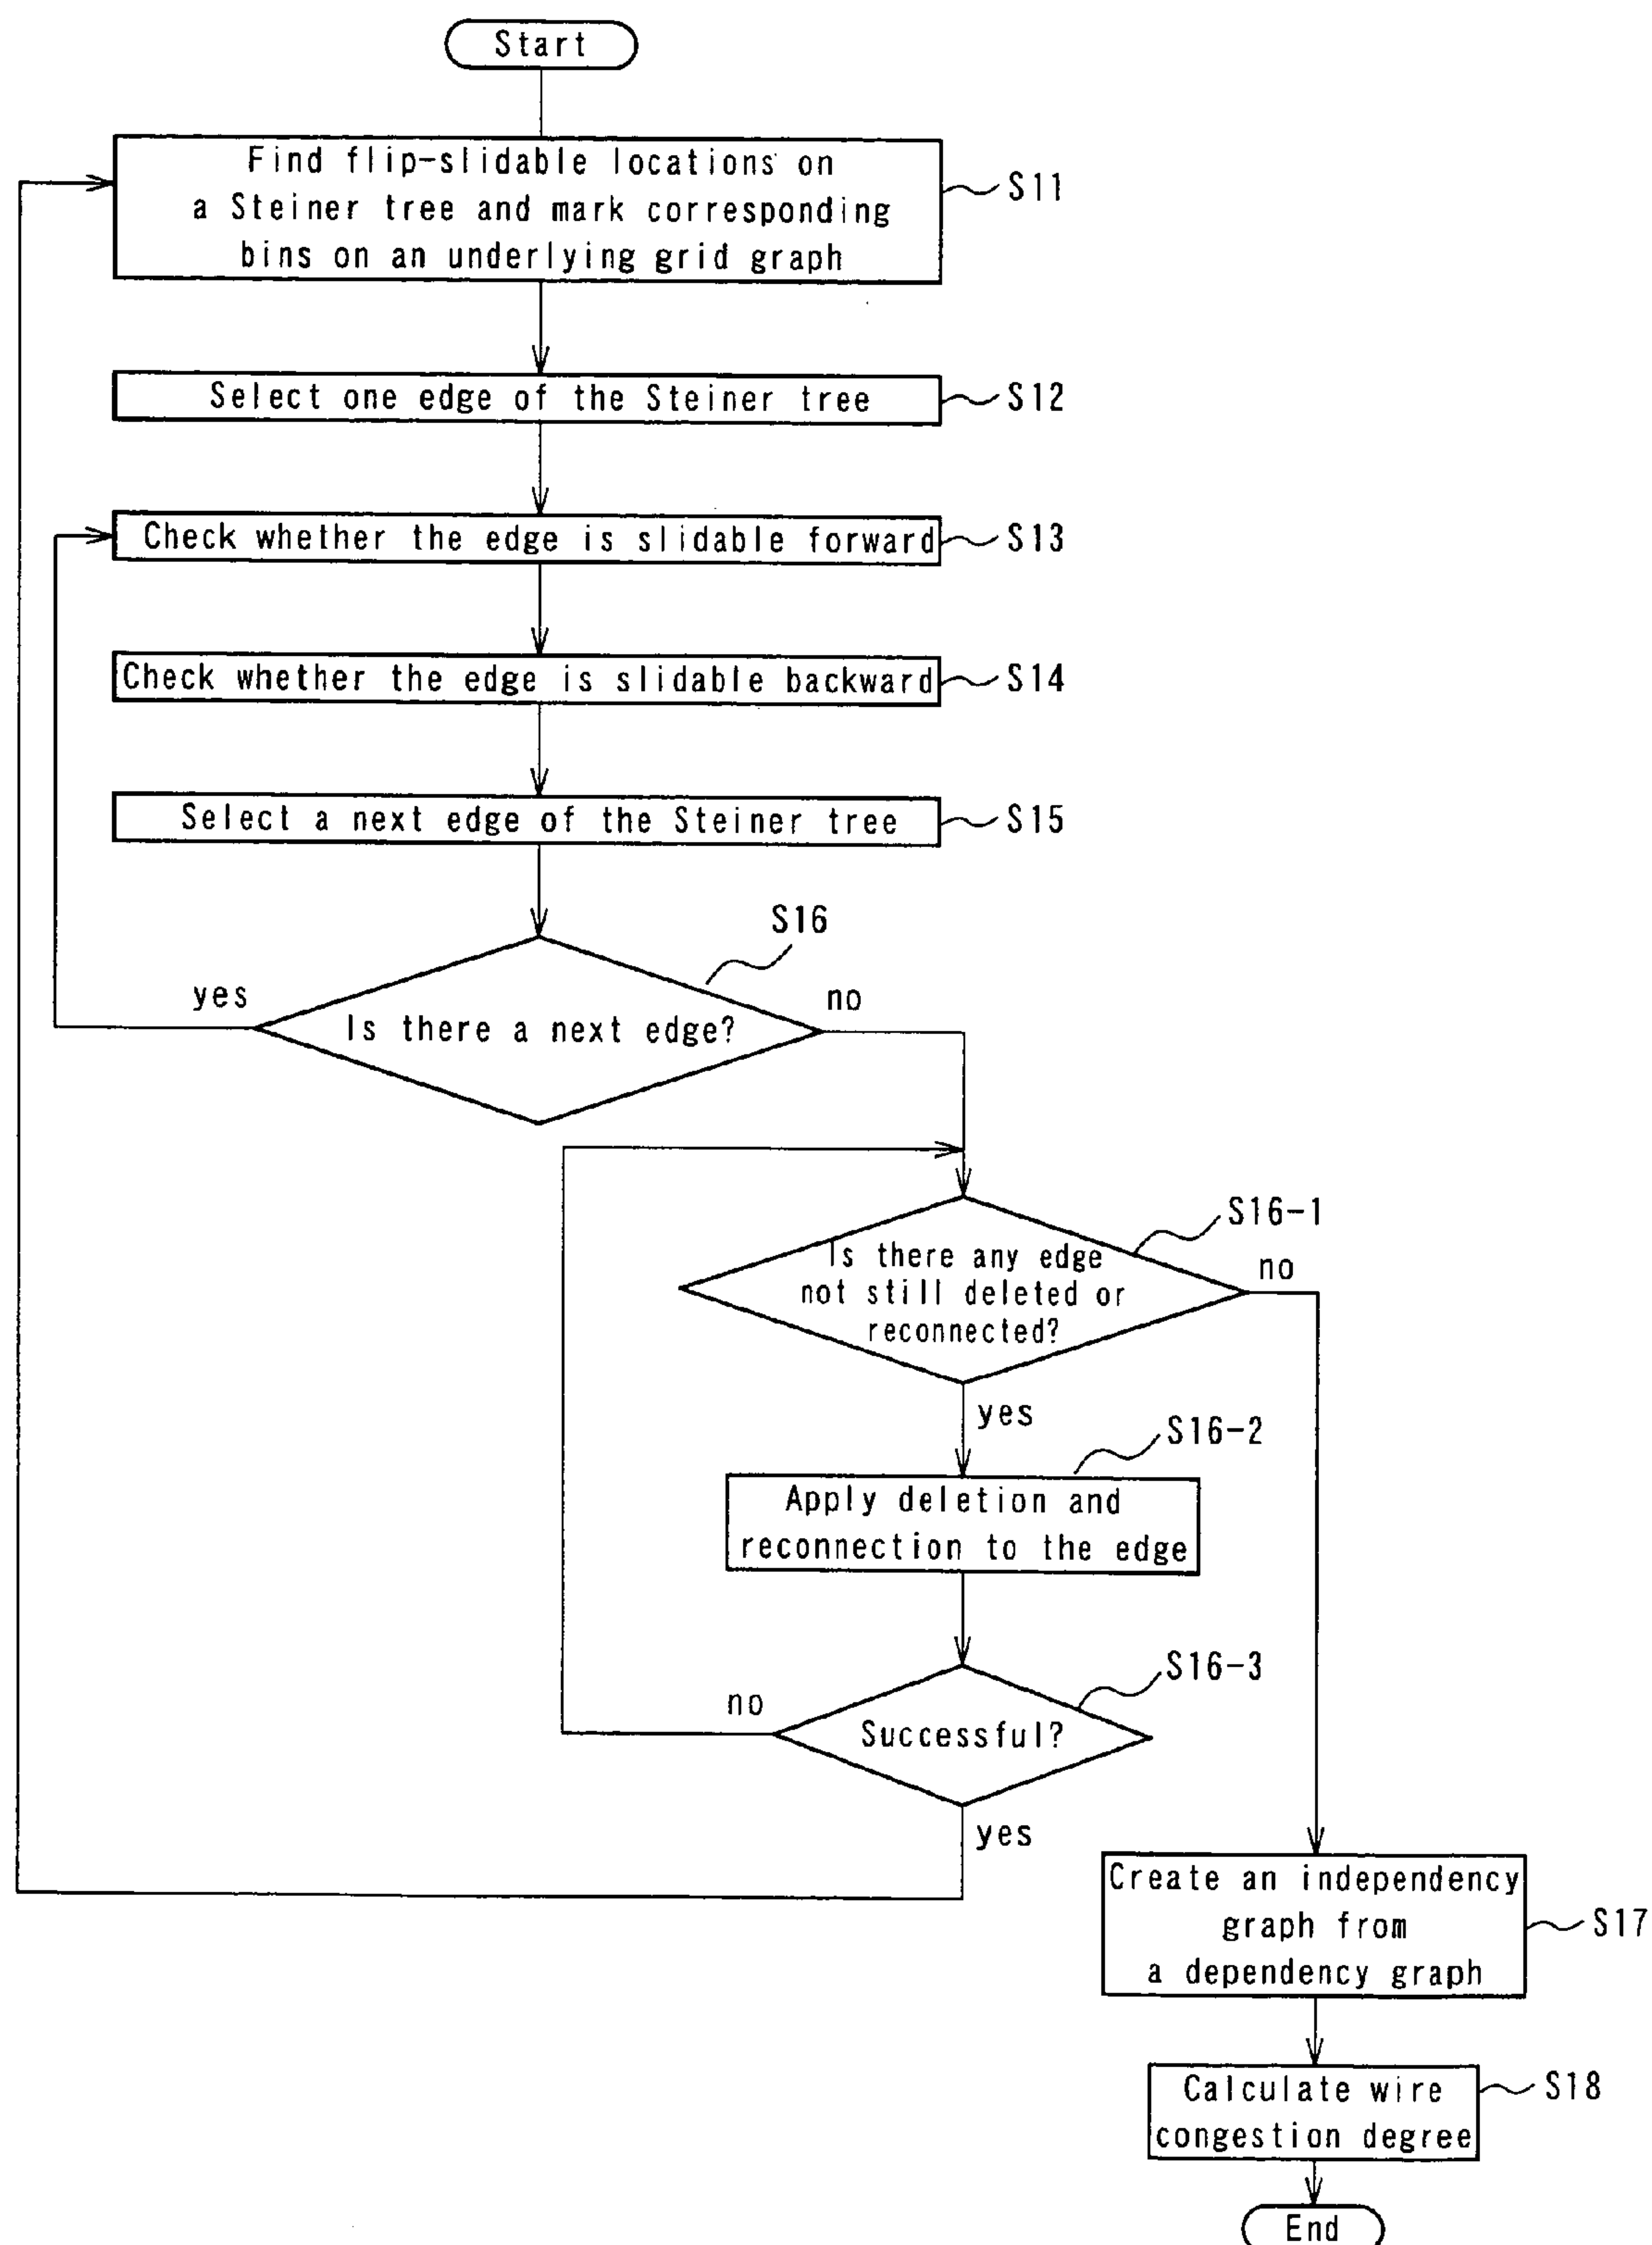 Start
Find flip-slidable locations on
a Steiner tree and mark corresponding
bins on an underlying grid graph
S11
Select one edge of the Steiner tree
S12
Check whether the edge is slidable forward
S13
Check whether the edge is slidable backward
S14
Select a next edge of the Steiner tree
S15
S16
yes
no
Is there a next edge?
S16-1
Is there any edge
not still deleted or
reconnected?
no
yes
S16-2
Apply deletion and
reconnection to the edge
S16-3
no
Successful?
yes
Create an independency
graph from
a dependency graph
S17
Calculate wire
congestion degree
S18
End